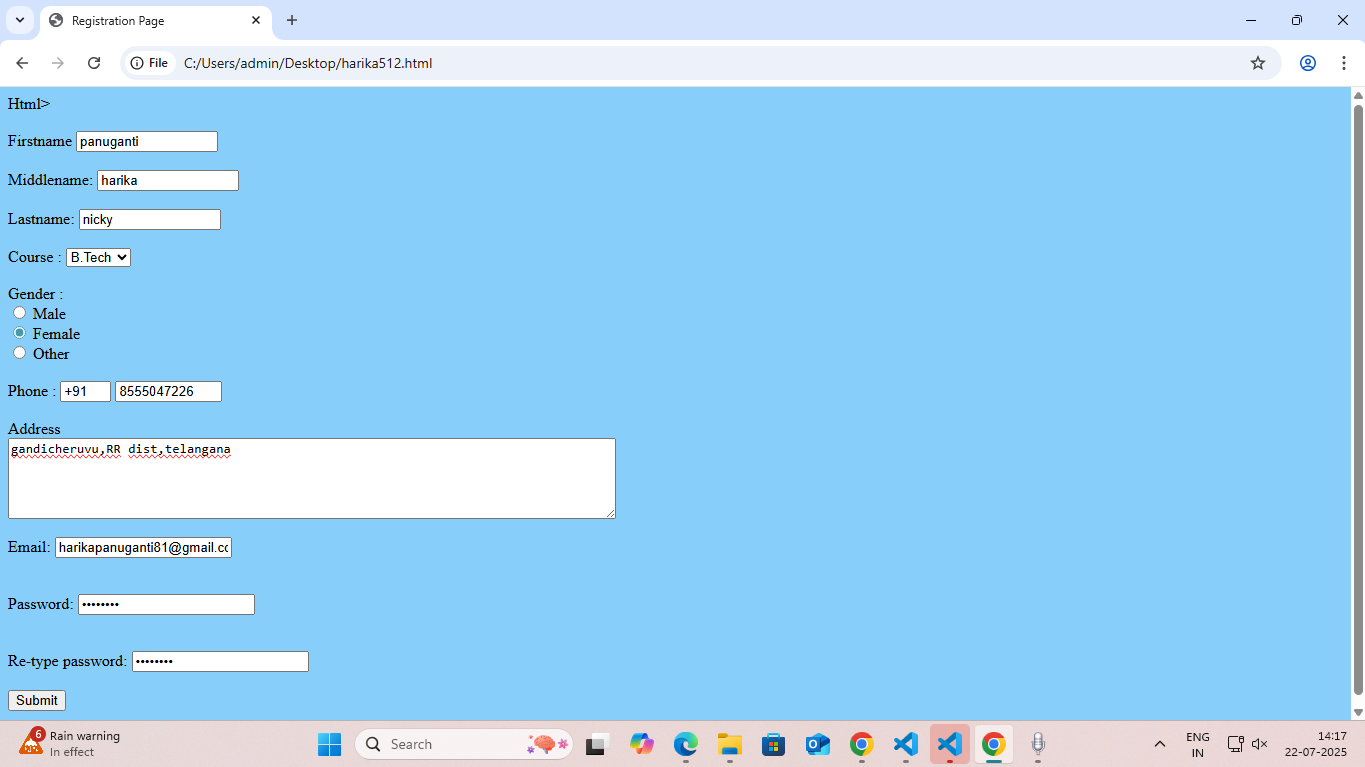 Registration Page
File C:/Users/admin/Desktop/harika512.html
Html>
Firstname panuganti
Middlename: harika
Lastname: nicky
Course : B.Tech
Gender :
Male
Female
Other
Phone : +91 8555047226
Address
gandicheruvu,RR dist,telangana
Email: harikapanuganti81@gmail.cc
Password: ••••••••
Re-type password: ••••••••
Submit
6 Rain warning
In effect
Search
ENG
IN
14:17
22-07-2025